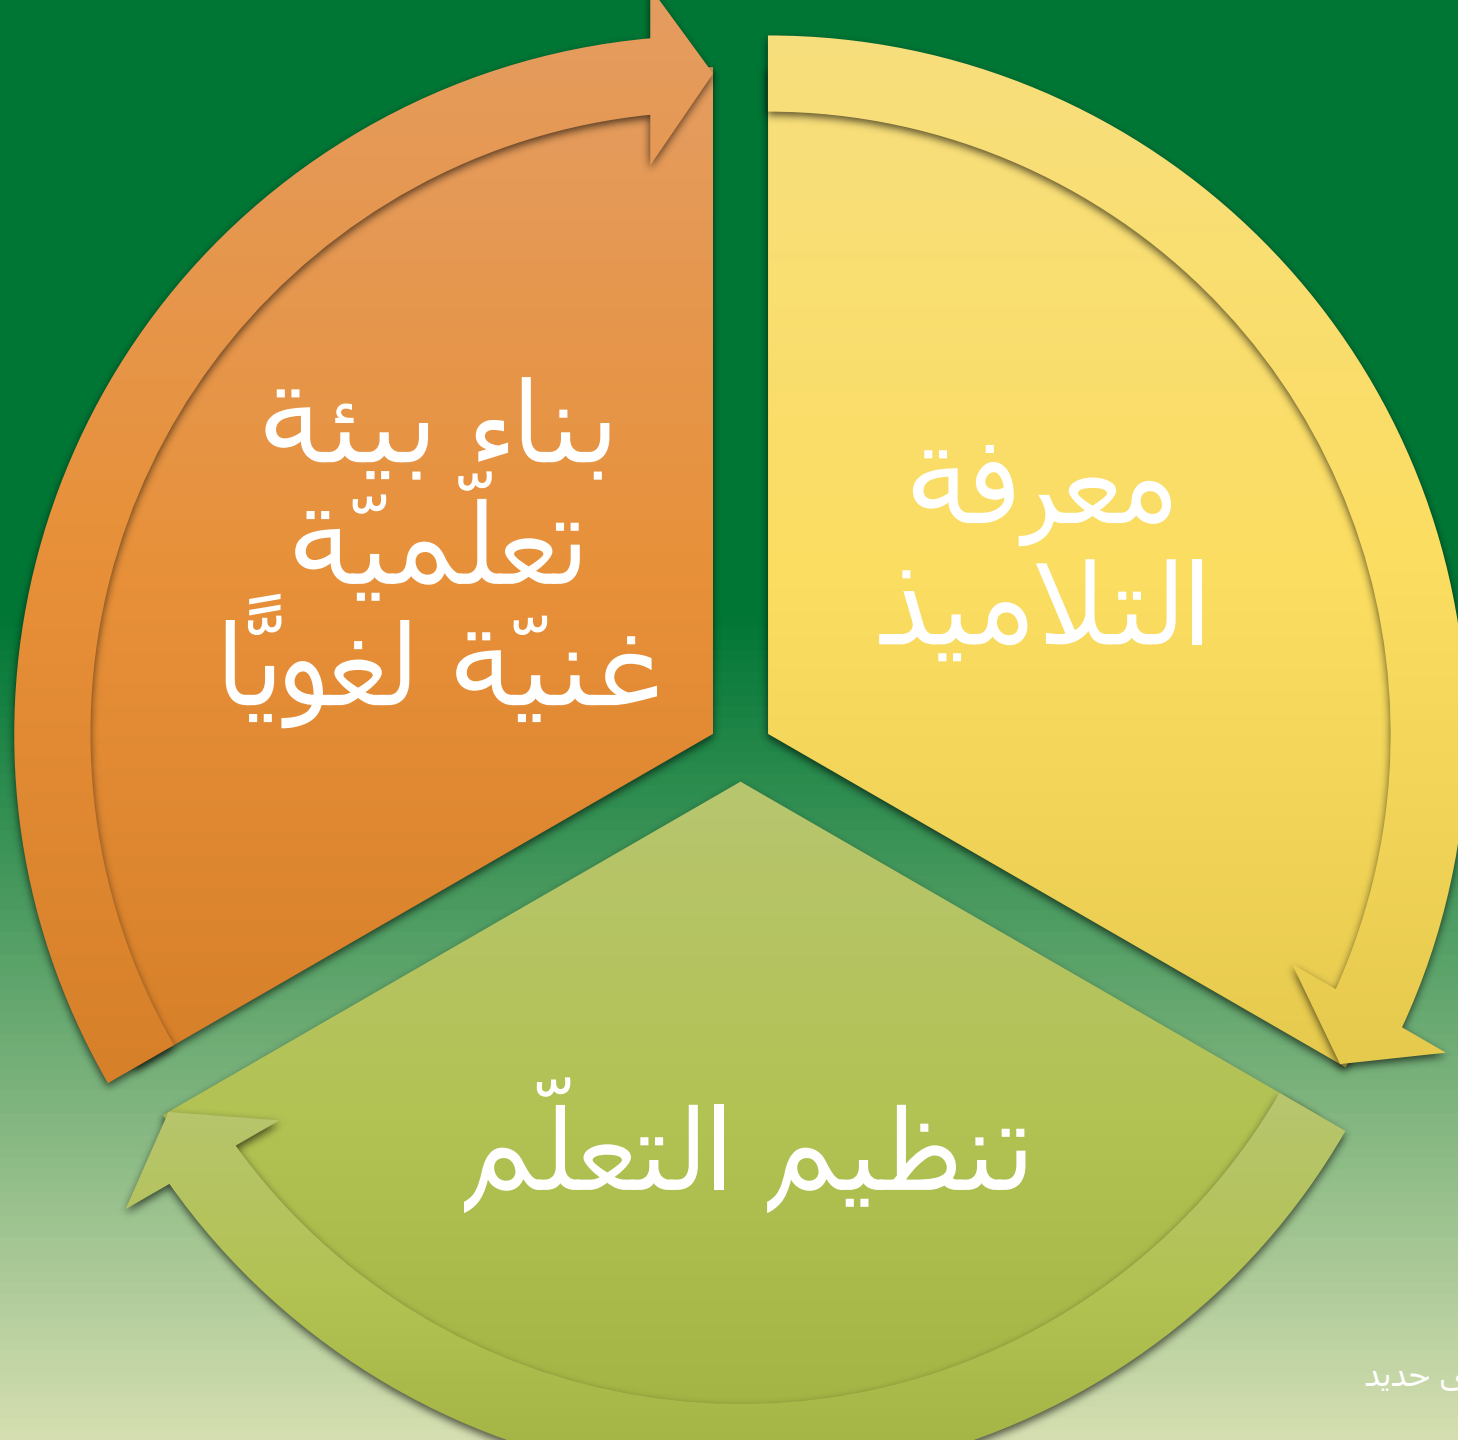 معرفة
التلاميذ
بناء بيئة
تعلّميّة
غنيّة لغويًّا
تنظيم التعلّم
حديد